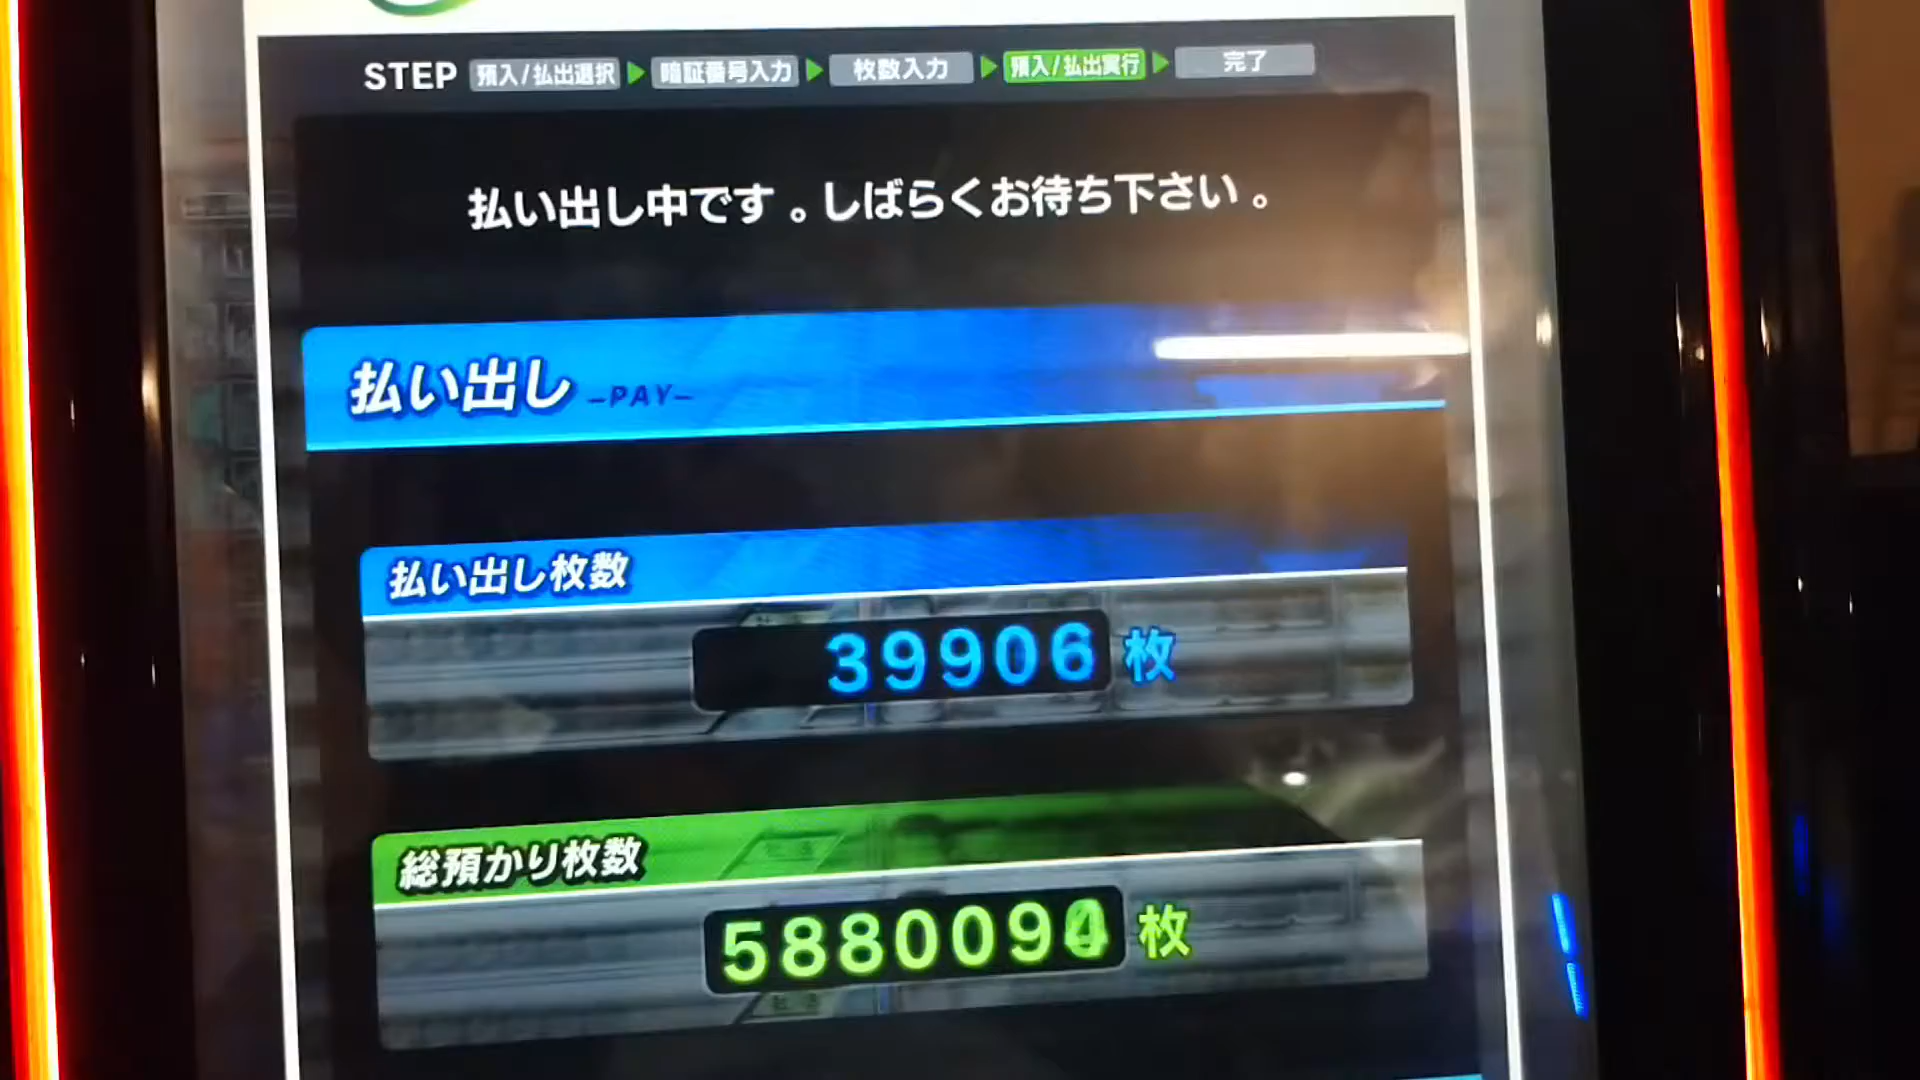 STEP 預入/払出選択 暗証番号入力 枚数入力 預入/払出実行 完了
払い出し中です。しばらくお待ち下さい。
払い出し -PAY-
払い出し枚数
39906 枚
総預かり枚数
枚